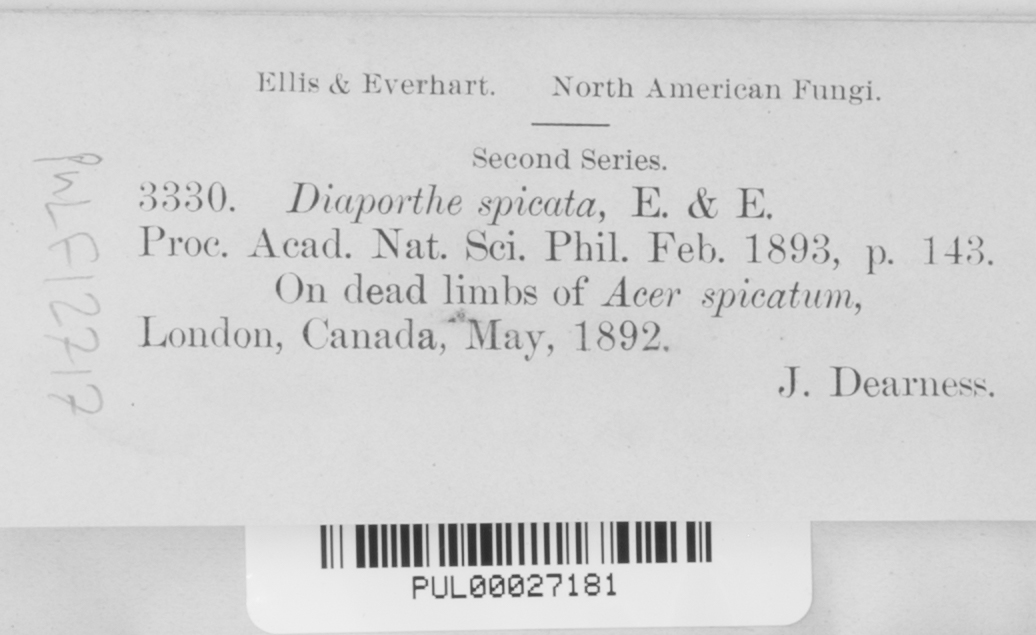 Ellis & Everhart. North American Fungi.
Second Series.
3330. Diaporthe spicata, E. & E.
Proc. Acad. Nat. Sci. Phil. Feb. 1893, p. 143.
On dead limbs of Acer spicatum,
London, Canada, May, 1892.
J. Dearness.
PUL F12717
PUL00027181